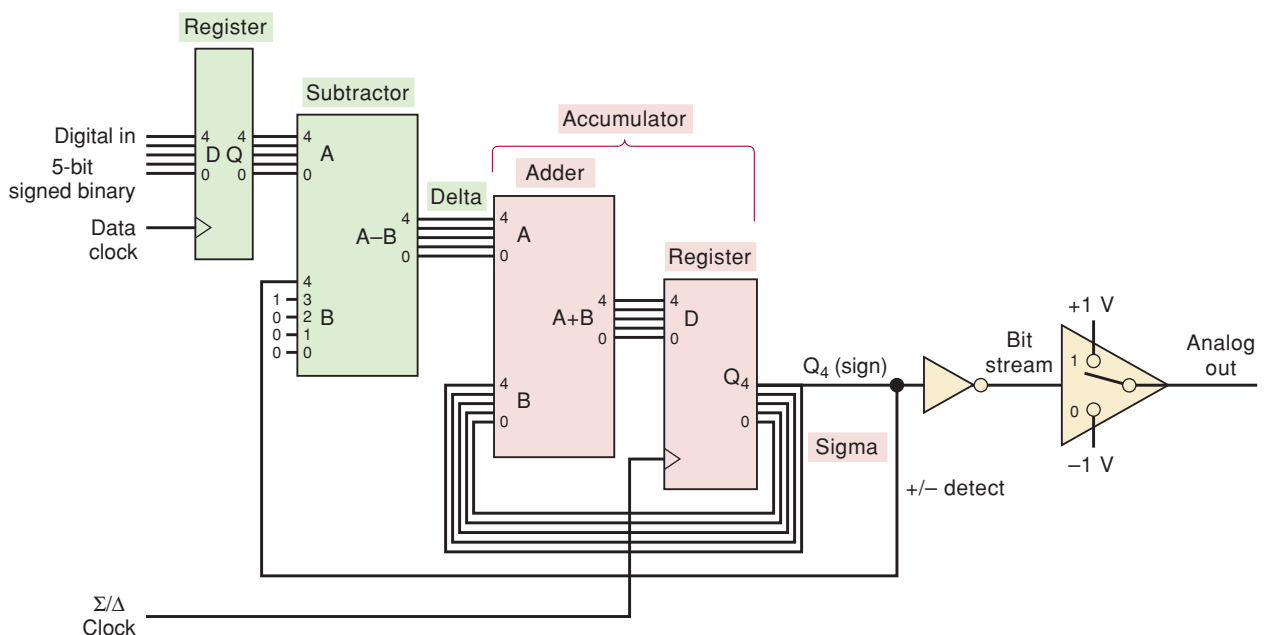 Register
Subtractor
Accumulator
Adder
Delta
Register
Digital in
5-bit
signed binary
Data
clock
4
0
D Q
4
0
4
0
A
A–B
4
0
4
1 3
0 2
0 1
0 0
B
4
0
A
A+B
4
0
4
0
B
4
0
D
Q4
0
Q4 (sign)
Sigma
+/– detect
Bit
stream
+1 V
1
0
–1 V
Analog
out
Σ/Δ
Clock